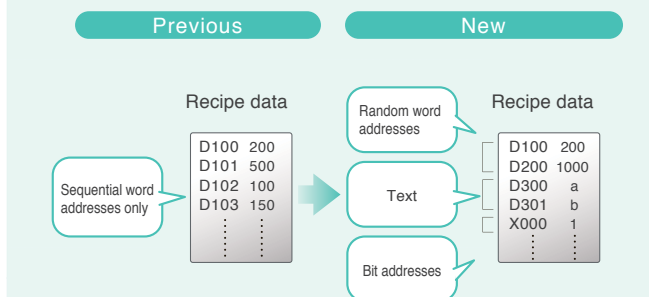 Previous
New
Recipe data
Sequential word
addresses only
D100 200
D101 500
D102 100
D103 150
Random word
addresses
Text
Bit addresses
Recipe data
D100 200
D200 1000
D300 a
D301 b
X000 1